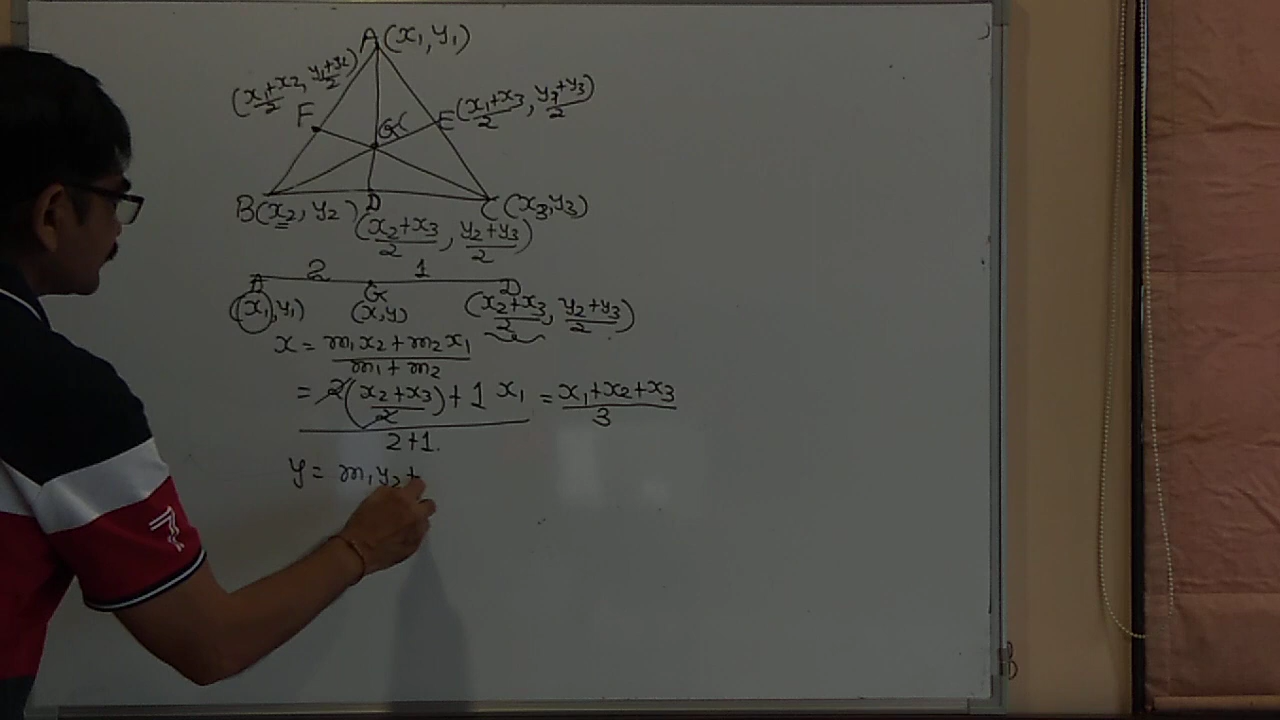 A(x₁, y₁)
(x₁+x₂/2, y₁+y₂/2)
F
G(
E(x₁+x₃/2, y₁+y₃/2)
B(x₂, y₂) D C(x₃, y₃)
(x₂+x₃/2, y₂+y₃/2)
2 1
A G D
(x₁, y₁) (x, y) (x₂+x₃/2, y₂+y₃/2)
x = m₁x₂ + m₂x₁ / m₁ + m₂
= 2(x₂+x₃/2) + 1 x₁ / 2+1. = x₁+x₂+x₃/3
y = m₁y₂ +
7